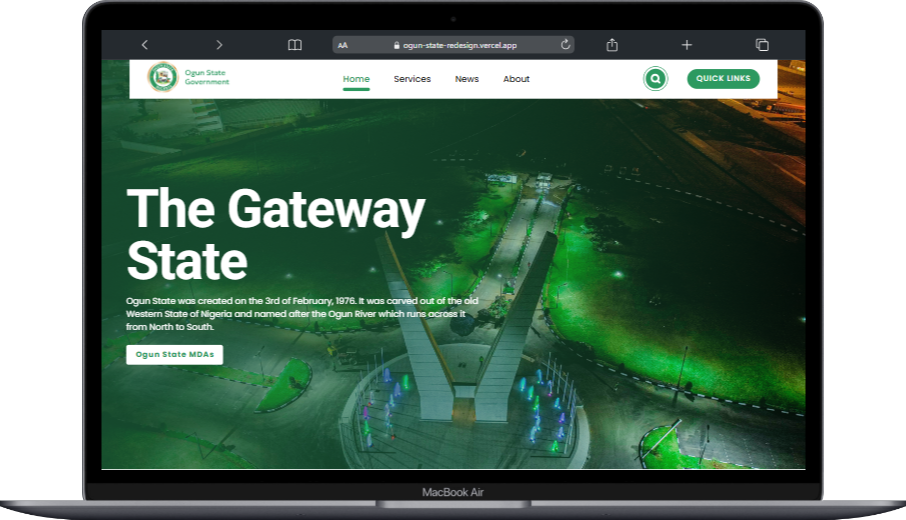 AA ogun-state-redesign.vercel.app
Ogun State
Government
Home Services News About QUICK LINKS
The Gateway
State
Ogun State was created on the 3rd of February, 1976. It was carved out of the old
Western State of Nigeria and named after the Ogun River which runs across it
from North to South.
Ogun State MDAs
MacBook Air